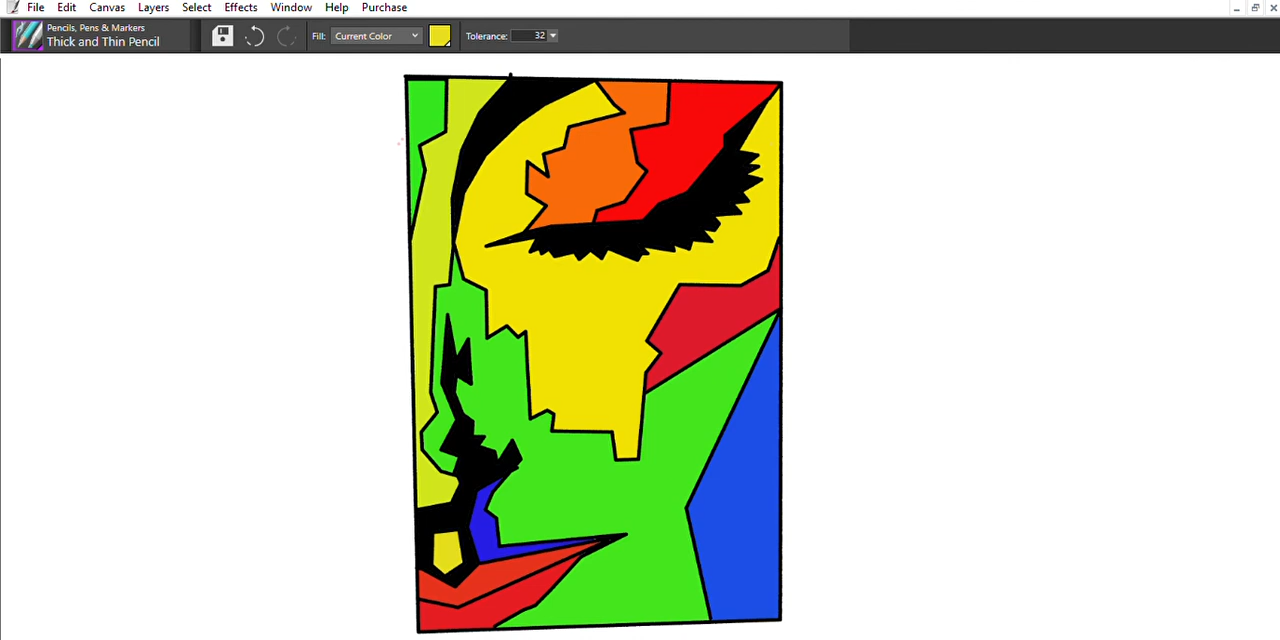 File Edit Canvas Layers Select Effects Window Help Purchase
Pencils, Pens & Markers
Thick and Thin Pencil
Fill: Current Color Tolerance: 32